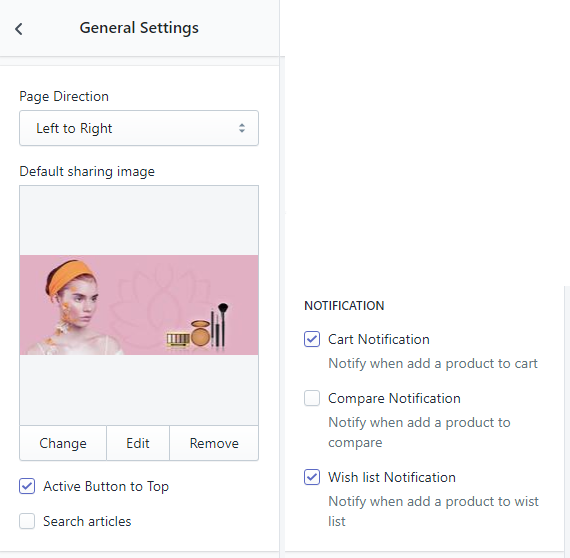 General Settings
Page Direction
Left to Right
Default sharing image
Change
Edit
Remove
Active Button to Top
Search articles
NOTIFICATION
Cart Notification
Notify when add a product to cart
Compare Notification
Notify when add a product to
compare
Wish list Notification
Notify when add a product to wish
list